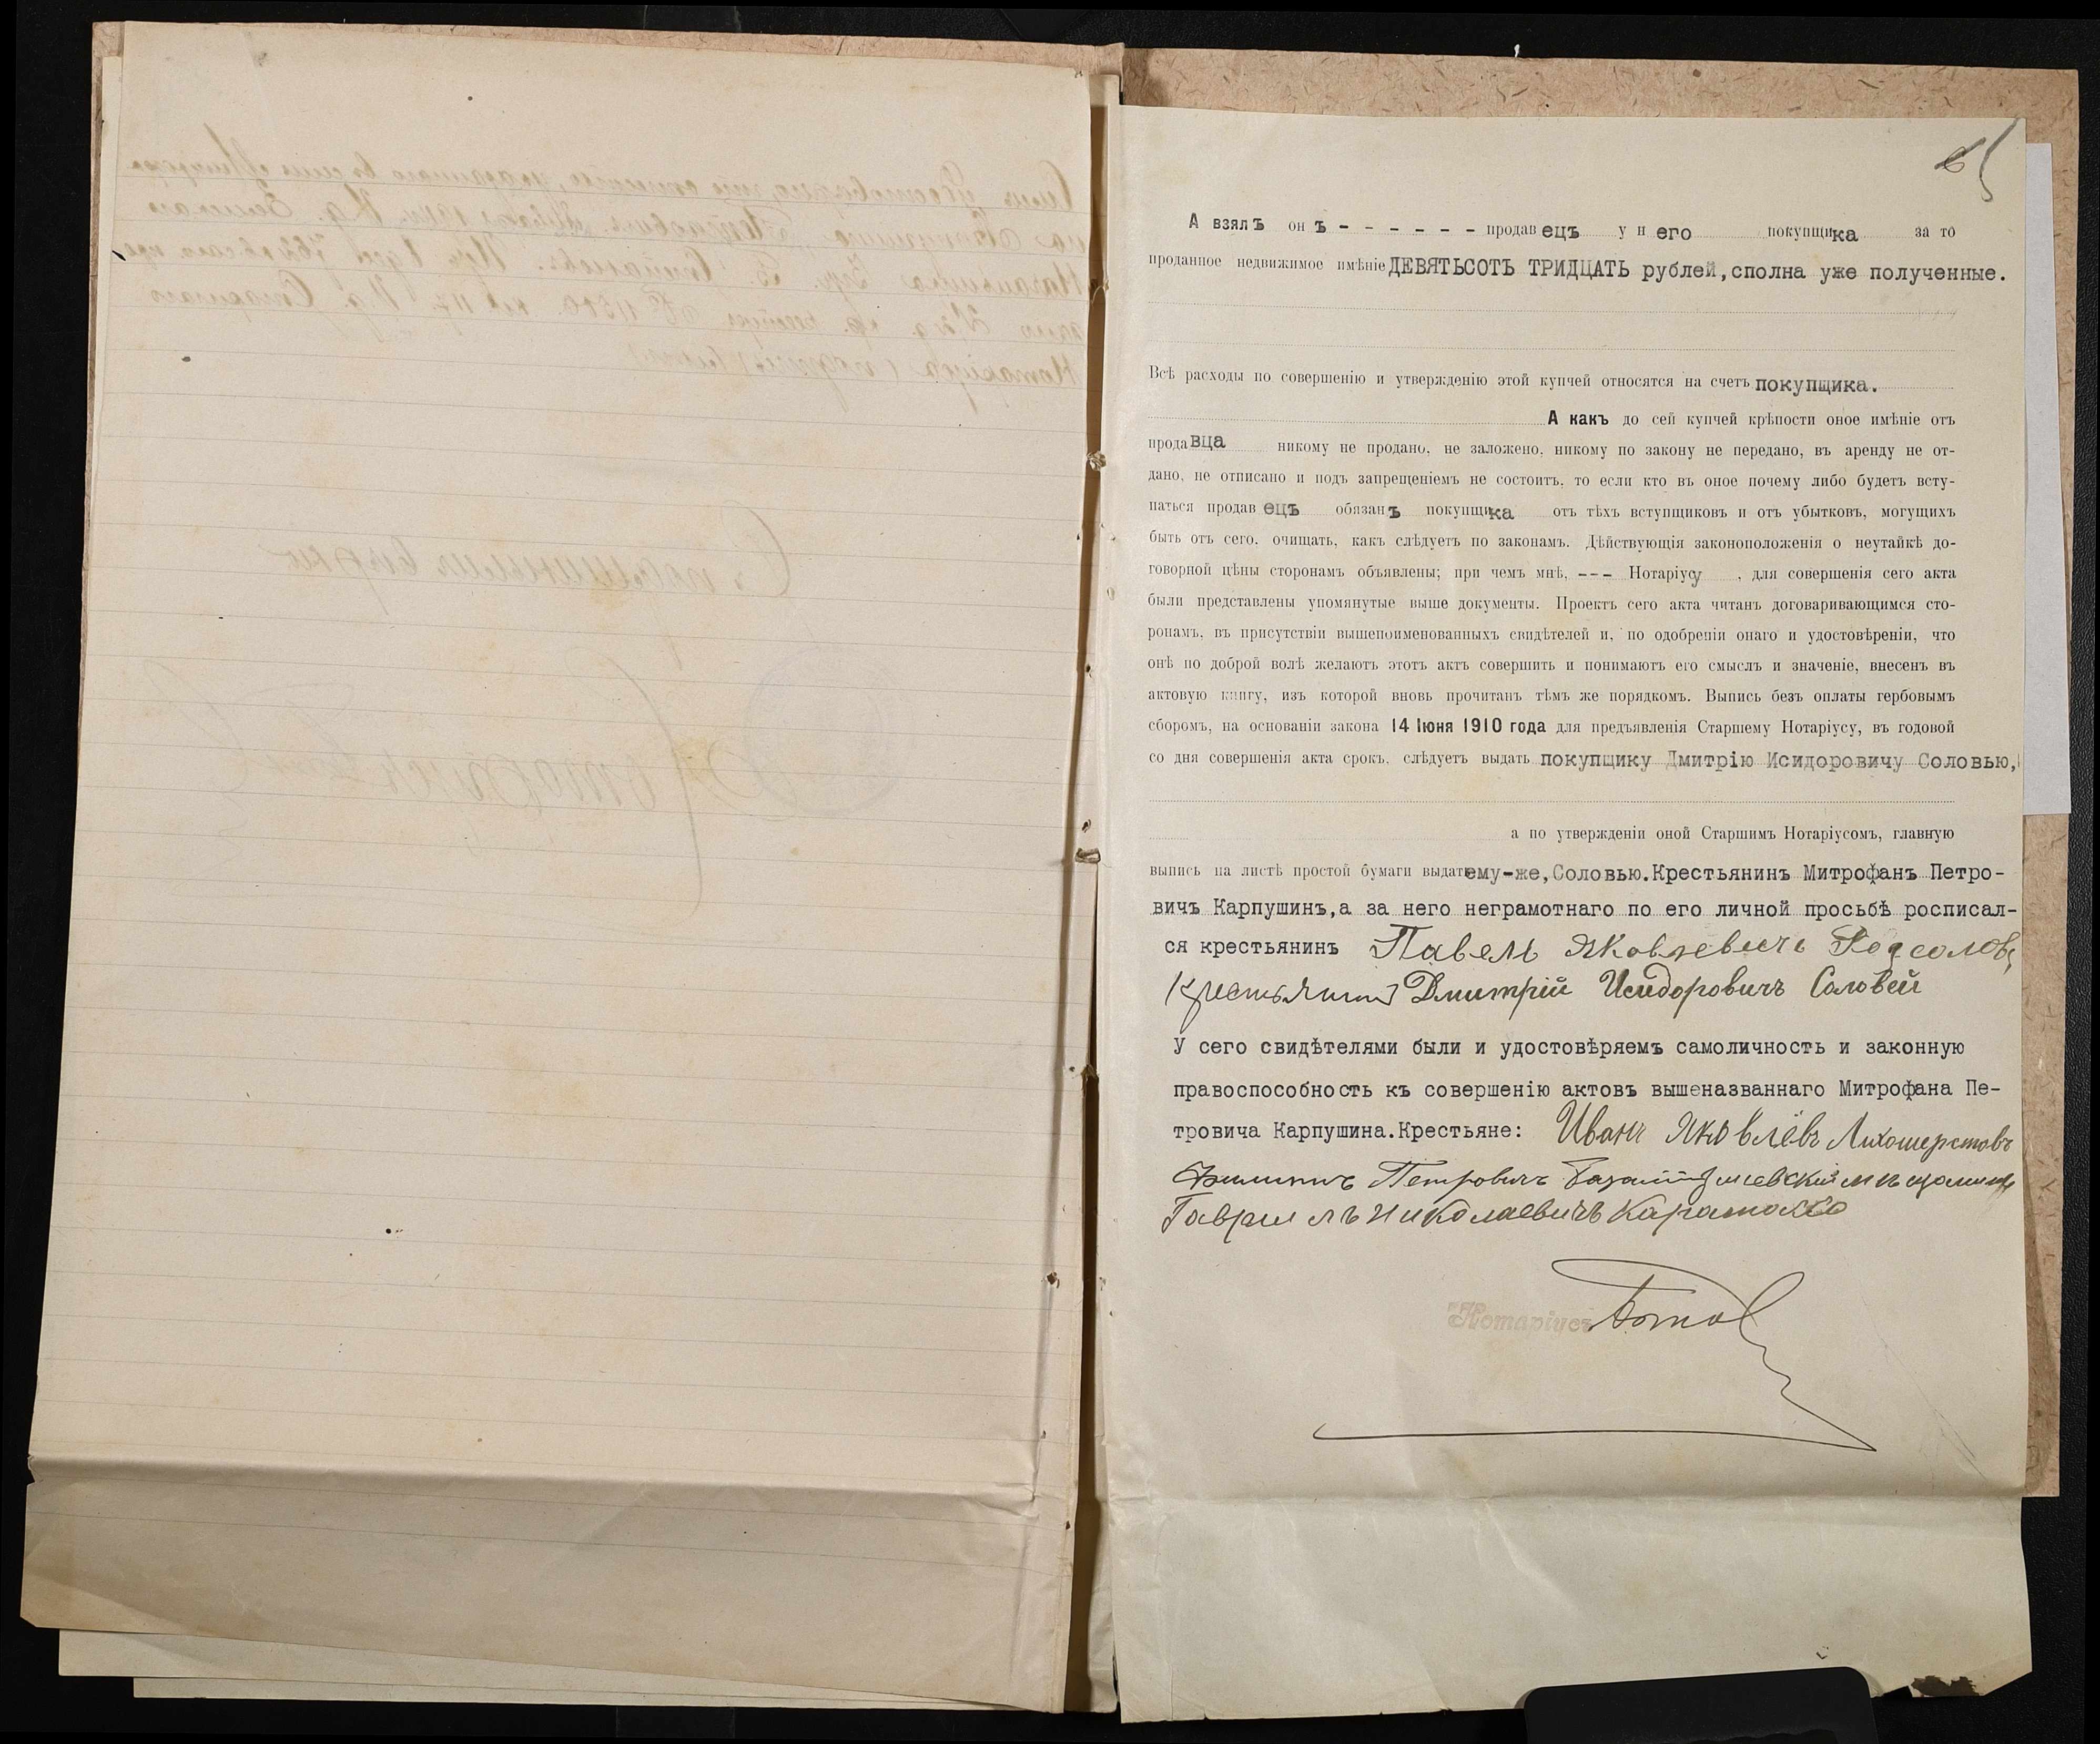 А взялъ онъ - - - - - - продавецъ у него покупщика за то
проданное недвижимое имѣніе ДЕВЯТЬСОТЪ ТРИДЦАТЬ рублей, сполна уже полученные.
Всѣ расходы по совершенію и утвержденію этой купчей относятся на счетъ покупщика.
А какъ до сей купчей крѣпости оное имѣніе отъ
продавца никому не продано, не заложено, никому по закону не передано, въ аренду не от-
дано, не отписано и подъ запрещеніемъ не состоитъ, то если кто въ оное почему либо будетъ всту-
паться продавецъ обязанъ покупщика отъ тѣхъ вступщиковъ и отъ убытковъ, могущихъ
быть отъ сего, очищать, какъ слѣдуетъ по законамъ. Дѣйствующія законоположенія о неутайкѣ до-
говорной цѣны сторонамъ объявлены; при чемъ мнѣ, --- Нотаріусу, для совершенія сего акта
были представлены упомянутые выше документы. Проектъ сего акта читанъ договаривающимся сто-
ронамъ, въ присутствіи вышепоименованныхъ свидѣтелей и, по одобреніи онаго и удостовѣреніи, что
онѣ по доброй волѣ желаютъ этотъ актъ совершить и понимаютъ его смыслъ и значеніе, внесенъ въ
актовую книгу, изъ которой вновь прочитанъ тѣмъ же порядкомъ. Выпись безъ оплаты гербовымъ
сборомъ, на основаніи закона 14 Іюня 1910 года для предъявленія Старшему Нотаріусу, въ годовой
со дня совершенія акта срокъ, слѣдуетъ выдать покупщику Дмитрію Исидоровичу Соловью,
а по утвержденіи оной Старшимъ Нотаріусомъ, главную
выпись на листѣ простой бумаги выдать ему-же, Соловью. Крестьянинъ Митрофанъ Петро-
вичъ Карпушинъ, а за него неграмотнаго по его личной просьбѣ росписал-
ся крестьянинъ Павелъ Яковлевичъ
Крестьянинъ Дмитрій Исидоровичъ Соловей
У сего свидѣтелями были и удостовѣряемъ самоличность и законную
правоспособность къ совершенію актовъ вышеназваннаго Митрофана Пе-
тровича Карпушина. Крестьяне: Иванъ Яковлевъ Лихошерстовъ
Филиппъ Петровичъ
Гавриилъ Николаевичъ
Нотаріусъ